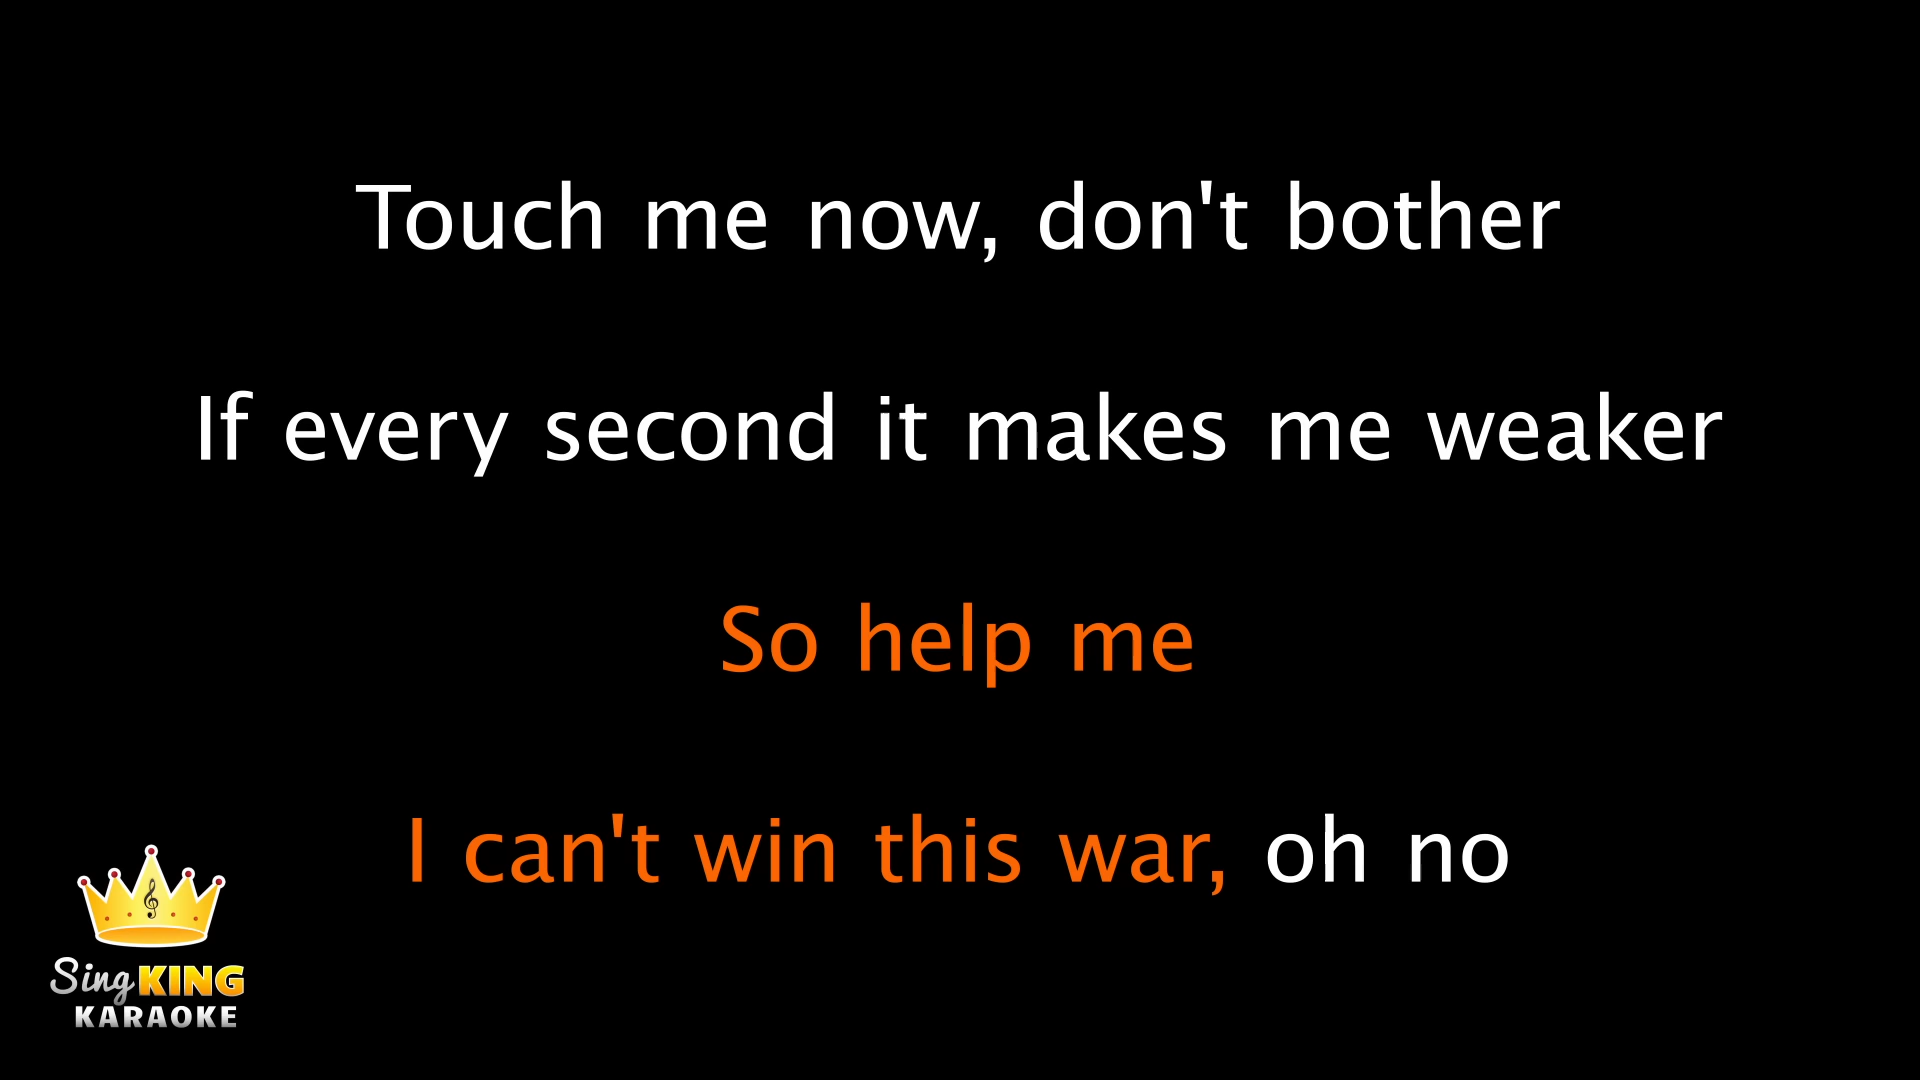 Touch me now, don't bother
If every second it makes me weaker
So help me
I can't win this war, oh no
Sing KING
KARAOKE